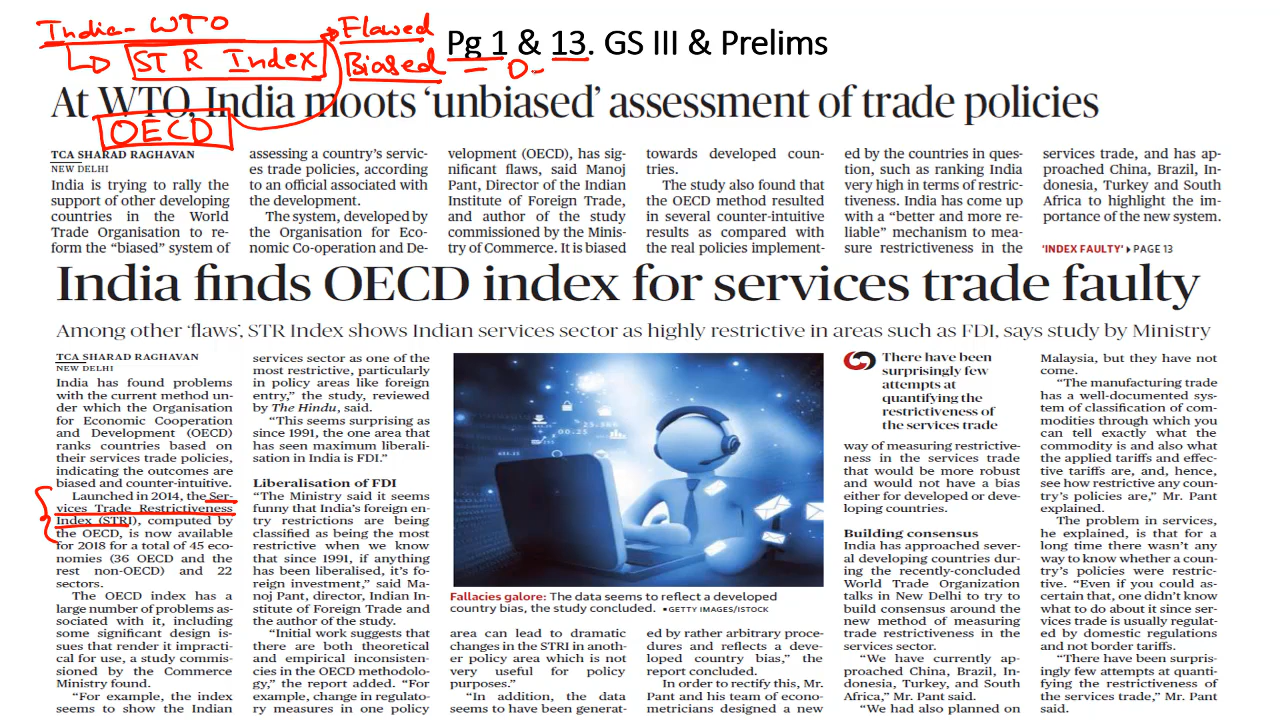 India - WTO
STR Index
Flawed
Biased
OECD
Pg 1 & 13. GS III & Prelims
At WTO, India moots ‘unbiased’ assessment of trade policies
TCA SHARAD RAGHAVAN
NEW DELHI
India is trying to rally the
support of other developing
countries in the World
Trade Organisation to re-
form the “biased” system of
assessing a country’s servic-
es trade policies, according
to an official associated with
the development.
The system, developed by
the Organisation for Eco-
nomic Co-operation and De-
velopment (OECD), has sig-
nificant flaws, said Manoj
Pant, Director of the Indian
Institute of Foreign Trade,
and author of the study
commissioned by the Minis-
try of Commerce. It is biased
towards developed coun-
tries.
The study also found that
the OECD method resulted
in several counter-intuitive
results as compared with
the real policies implement-
ed by the countries in ques-
tion, such as ranking India
very high in terms of restric-
tiveness. India has come up
with a “better and more re-
liable” mechanism to mea-
sure restrictiveness in the
services trade, and has ap-
proached China, Brazil, In-
donesia, Turkey and South
Africa to highlight the im-
portance of the new system.
'INDEX FAULTY' ▸ PAGE 13
India finds OECD index for services trade faulty
Among other ‘flaws’, STR Index shows Indian services sector as highly restrictive in areas such as FDI, says study by Ministry
TCA SHARAD RAGHAVAN
NEW DELHI
India has found problems
with the current method un-
der which the Organisation
for Economic Cooperation
and Development (OECD)
ranks countries based on
their services trade policies,
indicating the outcomes are
biased and counter-intuitive.
Launched in 2014, the Ser-
vices Trade Restrictiveness
Index (STRI), computed by
the OECD, is now available
for 2018 for a total of 45 eco-
nomies (36 OECD and the
rest non-OECD) and 22
sectors.
The OECD index has a
large number of problems as-
sociated with it, including
some significant design is-
sues that render it impracti-
cal for use, a study commis-
sioned by the Commerce
Ministry found.
“For example, the index
seems to show the Indian
services sector as one of the
most restrictive, particularly
in policy areas like foreign
entry,” the study, reviewed
by The Hindu, said.
“This seems surprising as
since 1991, the one area that
has seen maximum liberali-
sation in India is FDI.”
Liberalisation of FDI
“The Ministry said it seems
funny that India’s foreign en-
try restrictions are being
classified as being the most
restrictive when we know
that since 1991, if anything
has been liberalised, it’s fo-
reign investment,” said Ma-
noj Pant, director, Indian In-
stitute of Foreign Trade and
the author of the study.
“Initial work suggests that
there are both theoretical
and empirical inconsisten-
cies in the OECD methodolo-
gy,” the report added. “For
example, change in regulato-
ry measures in one policy
Fallacies galore: The data seems to reflect a developed
country bias, the study concluded. ▪ GETTY IMAGES/ISTOCK
area can lead to dramatic
changes in the STRI in anoth-
er policy area which is not
very useful for policy
purposes.”
“In addition, the data
seems to have been generat-
ed by rather arbitrary proce-
dures and reflects a deve-
loped country bias,” the
report concluded.
In order to rectify this, Mr.
Pant and his team of econo-
metricians designed a new
There have been
surprisingly few
attempts at
quantifying the
restrictiveness of
the services trade
way of measuring restrictive-
ness in the services trade
that would be more robust
and would not have a bias
either for developed or deve-
loping countries.
Building consensus
India has approached sever-
al developing countries dur-
ing the recently-concluded
World Trade Organization
talks in New Delhi to try to
build consensus around the
new method of measuring
trade restrictiveness in the
services sector.
“We have currently ap-
proached China, Brazil, In-
donesia, Turkey, and South
Africa,” Mr. Pant said.
“We had also planned on
Malaysia, but they have not
come.
“The manufacturing trade
has a well-documented sys-
tem of classification of com-
modities through which you
can tell exactly what the
commodity is and also what
the applied tariffs and effec-
tive tariffs are, and, hence,
see how restrictive any coun-
try’s policies are,” Mr. Pant
explained.
The problem in services,
he explained, is that for a
long time there wasn’t any
way to know whether a coun-
try’s policies were restric-
tive. “Even if you could as-
certain that, one didn’t know
what to do about it since ser-
vices trade is usually regulat-
ed by domestic regulations
and not border tariffs.
“There have been surpris-
ingly few attempts at quanti-
fying the restrictiveness of
the services trade,” Mr. Pant
said.